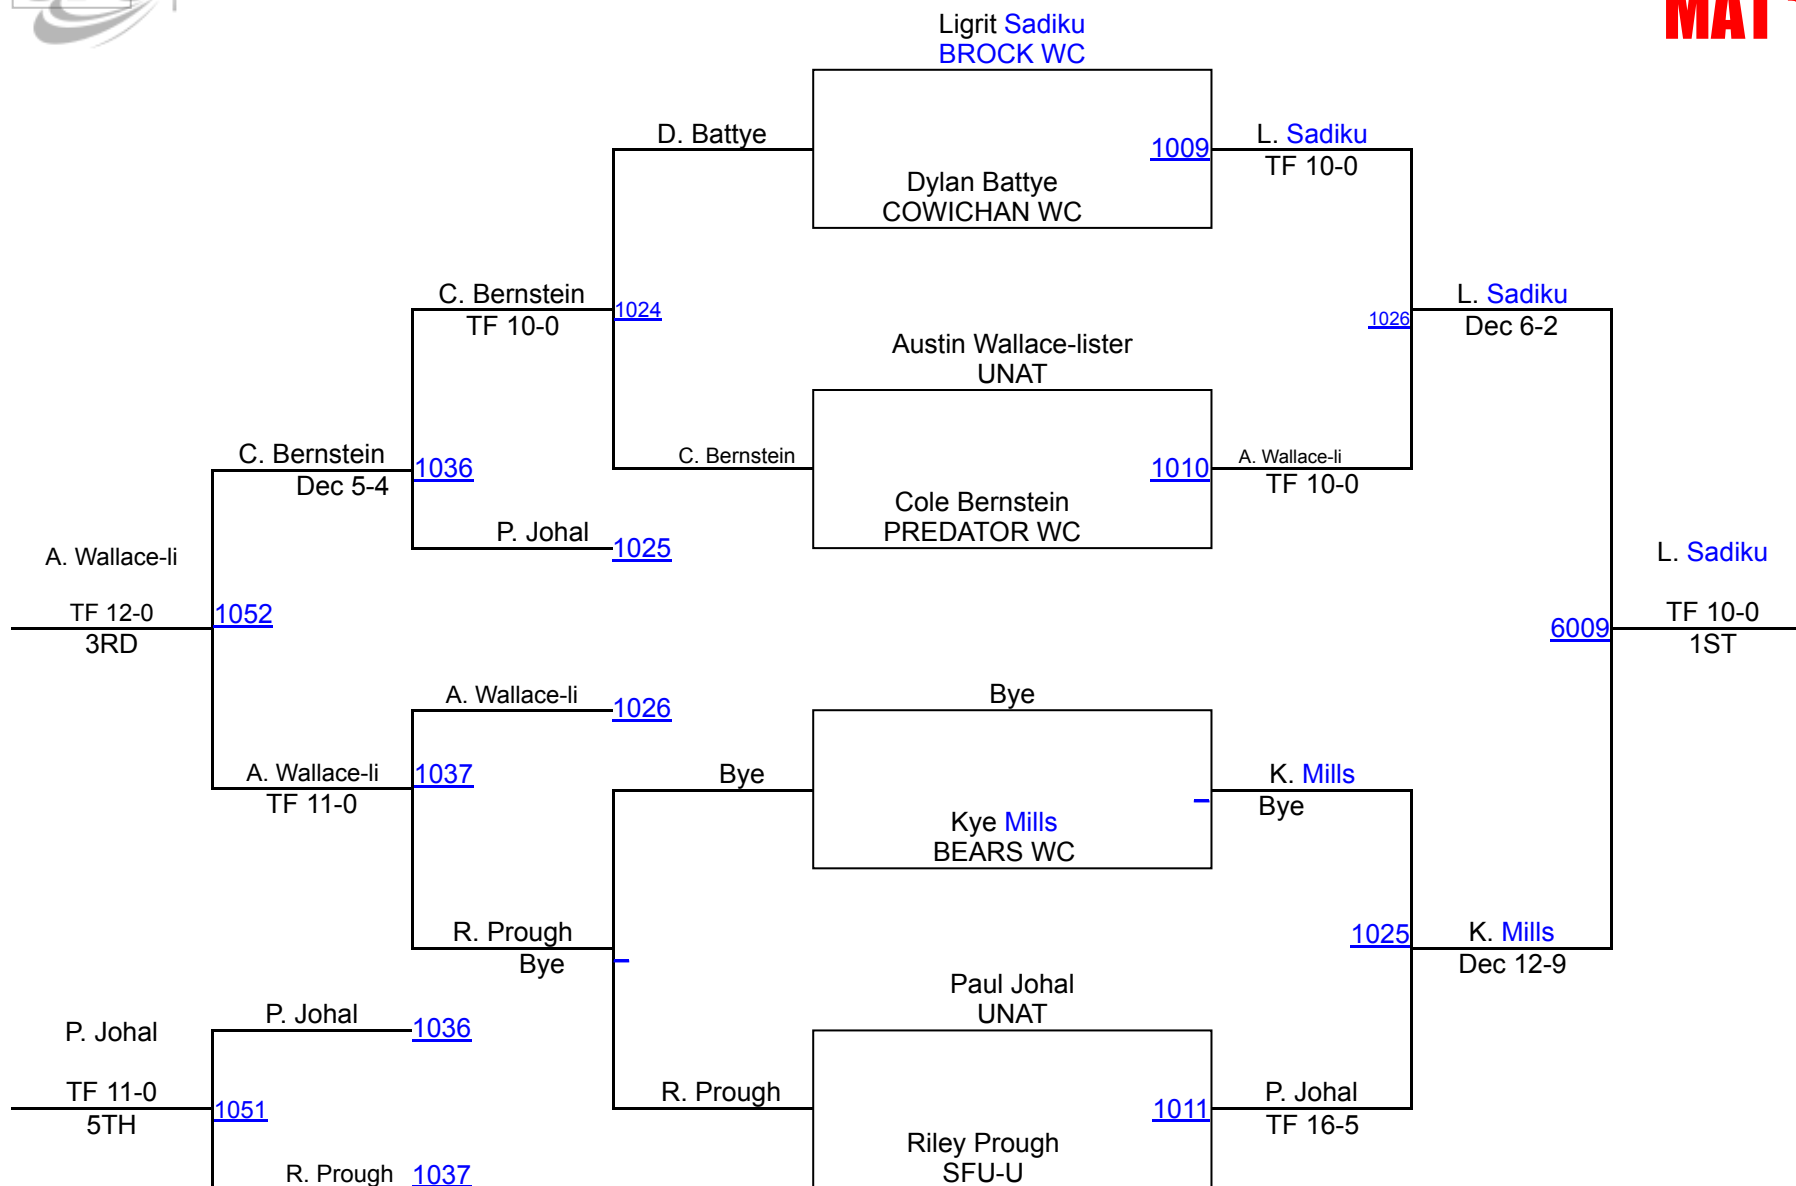 MAT
Ligrit Sadiku
BROCK WC
D. Battye
1009
L. Sadiku
TF 10-0
Dylan Battye
COWICHAN WC
C. Bernstein
TF 10-0
1024
1026
L. Sadiku
Dec 6-2
Austin Wallace-lister
UNAT
C. Bernstein
Dec 5-4
1036
C. Bernstein
1010
A. Wallace-li
TF 10-0
Cole Bernstein
PREDATOR WC
P. Johal
1025
A. Wallace-li
TF 12-0
3RD
1052
L. Sadiku
6009
TF 10-0
1ST
A. Wallace-li
1026
Bye
A. Wallace-li
TF 11-0
1037
Bye
K. Mills
Bye
Kye Mills
BEARS WC
R. Prough
Bye
1025
K. Mills
Dec 12-9
Paul Johal
UNAT
P. Johal
P. Johal
1036
TF 11-0
5TH
1051
R. Prough
1011
P. Johal
TF 16-5
Riley Prough
SFU-U
R. Prough
1037